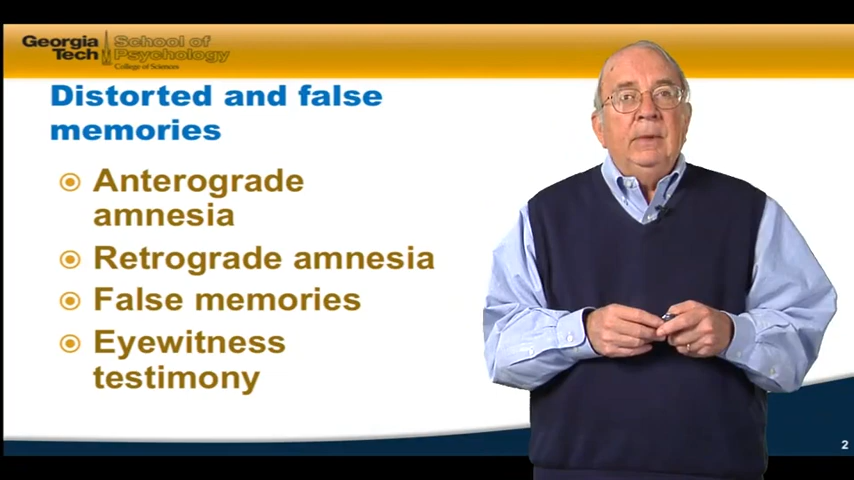 Georgia Tech
School of Psychology
College of Sciences
Distorted and false
memories
Anterograde
amnesia
Retrograde amnesia
False memories
Eyewitness
testimony
2